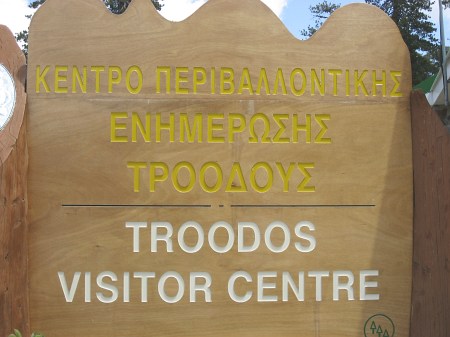 ΚΕΝΤΡΟ ΠΕΡΙΒΑΛΛΟΝΤΙΚΗΣ
ΕΝΗΜΕΡΩΣΗΣ
ΤΡΟΟΔΟΥΣ
TROODOS
VISITOR CENTRE